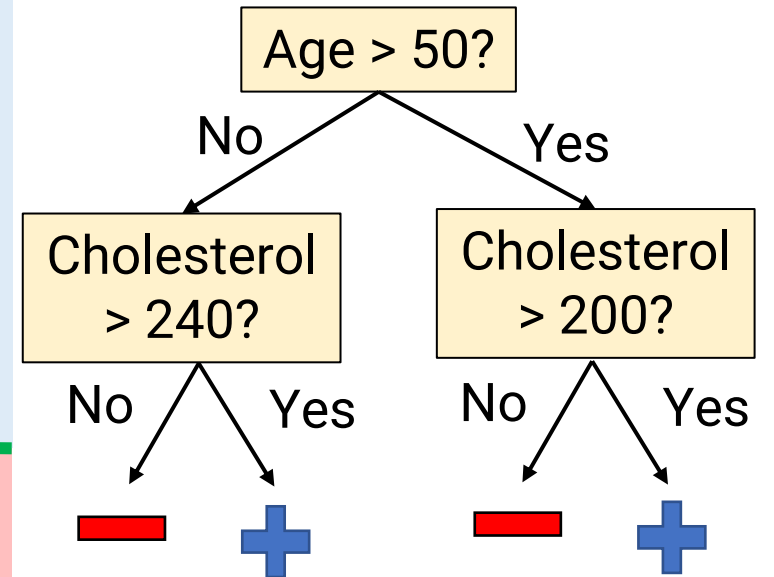 Age > 50?
No
Yes
Cholesterol
> 240?
Cholesterol
> 200?
No
Yes
No
Yes